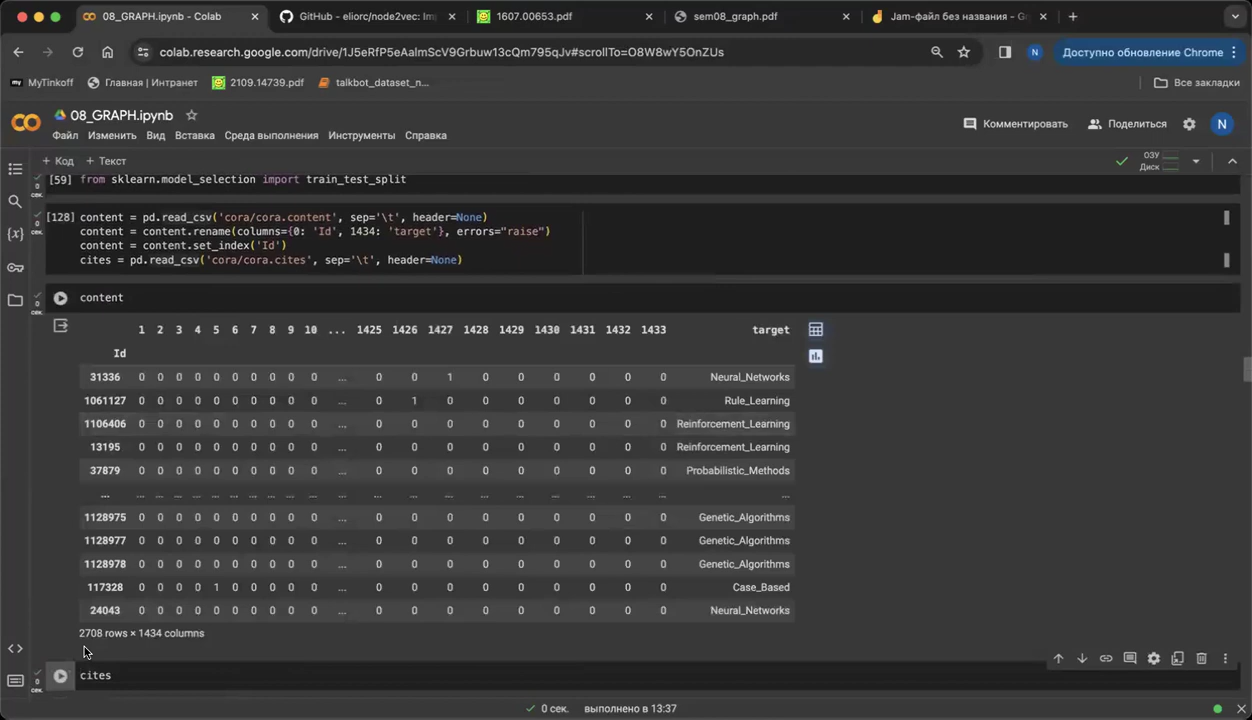 08_GRAPH.ipynb - Colab
GitHub - eliorc/node2vec: Im
1607.00653.pdf
sem08_graph.pdf
Jam-файл без названия - G
colab.research.google.com/drive/1J5eRfP5eAalmScV9Grbuw13cQm795qJv#scrollTo=O8W8wY5OnZUs
N
Доступно обновление Chrome
my MyTinkoff
Главная | Интранет
2109.14739.pdf
talkbot_dataset_n...
Все закладки
08_GRAPH.ipynb
Файл Изменить Вид Вставка Среда выполнения Инструменты Справка
Комментировать
Поделиться
N
+ Код + Текст
ОЗУ
Диск
[59] from sklearn.model_selection import train_test_split
0 сек.
[128] content = pd.read_csv('cora/cora.content', sep='\t', header=None)
content = content.rename(columns={0: 'Id', 1434: 'target'}, errors="raise")
content = content.set_index('Id')
cites = pd.read_csv('cora/cora.cites', sep='\t', header=None)
0 сек.
content
0 сек.
1 2 3 4 5 6 7 8 9 10 ... 1425 1426 1427 1428 1429 1430 1431 1432 1433 target
Id
31336 0 0 0 0 0 0 0 0 0 0 ... 0 0 1 0 0 0 0 0 0 Neural_Networks
1061127 0 0 0 0 0 0 0 0 0 0 ... 0 1 0 0 0 0 0 0 0 Rule_Learning
1106406 0 0 0 0 0 0 0 0 0 0 ... 0 0 0 0 0 0 0 0 0 Reinforcement_Learning
13195 0 0 0 0 0 0 0 0 0 0 ... 0 0 0 0 0 0 0 0 0 Reinforcement_Learning
37879 0 0 0 0 0 0 0 0 0 0 ... 0 0 0 0 0 0 0 0 0 Probabilistic_Methods
... ... ... ... ... ... ... ... ... ... ... ... ... ... ... ... ... ... ... ... ... ...
1128975 0 0 0 0 0 0 0 0 0 0 ... 0 0 0 0 0 0 0 0 0 Genetic_Algorithms
1128977 0 0 0 0 0 0 0 0 0 0 ... 0 0 0 0 0 0 0 0 0 Genetic_Algorithms
1128978 0 0 0 0 0 0 0 0 0 0 ... 0 0 0 0 0 0 0 0 0 Genetic_Algorithms
117328 0 0 0 0 1 0 0 0 0 0 ... 0 0 0 0 0 0 0 0 0 Case_Based
24043 0 0 0 0 0 0 0 0 0 0 ... 0 0 0 0 0 0 0 0 0 Neural_Networks
2708 rows × 1434 columns
cites
0 сек.
0 сек. выполнено в 13:37